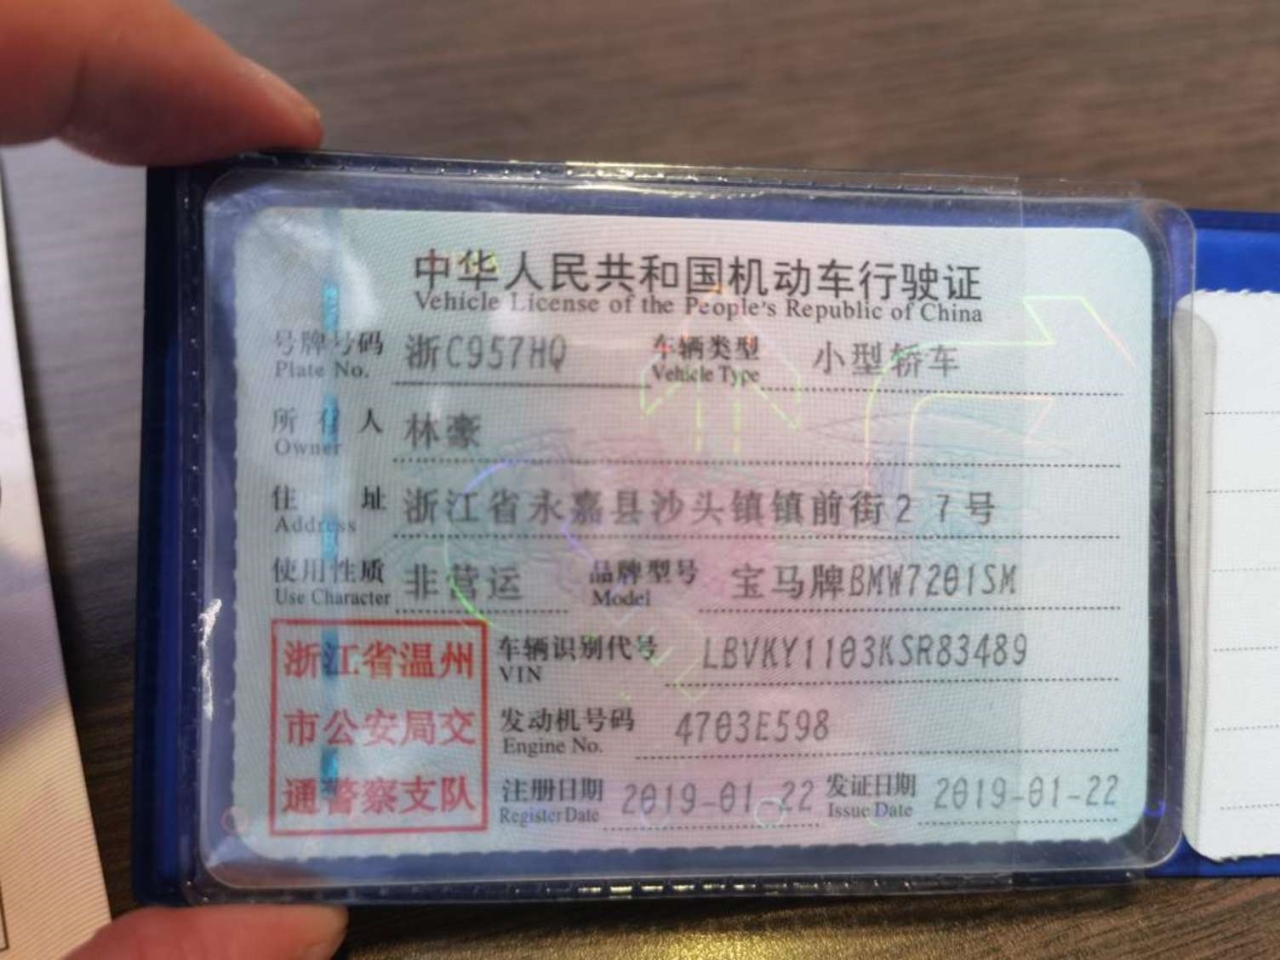 中华人民共和国机动车行驶证
Vehicle License of the People's Republic of China
号牌号码 浙C957HQ 车辆类型 小型轿车
Plate No. Vehicle Type
所有人 林豪
Owner
住址 浙江省永嘉县沙头镇镇前街27号
Address
使用性质 非营运 品牌型号 宝马牌BMW7201SM
Use Character Model
浙江省温州
市公安局交
通警察支队
车辆识别代号 LBVKY1103KSR83489
VIN
发动机号码 4703E598
Engine No.
注册日期 2019-01-22 发证日期 2019-01-22
Register Date Issue Date